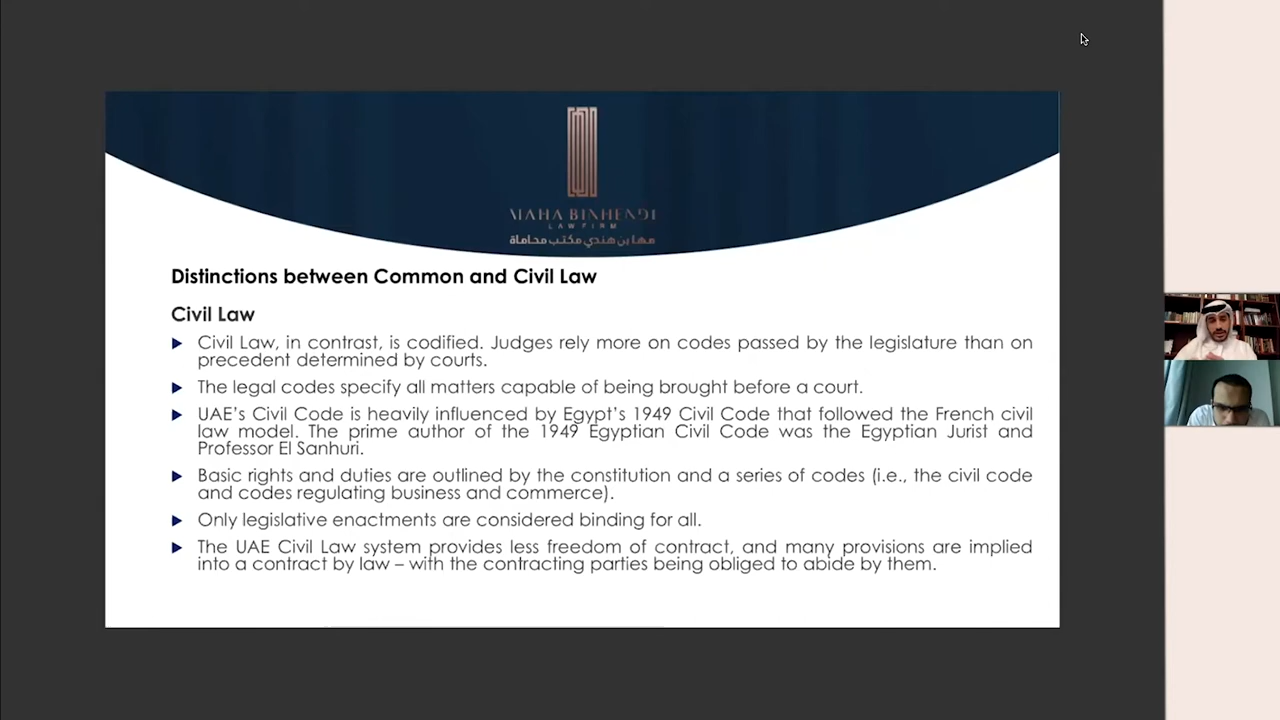 MAHA BINHENDI
LAW FIRM
مها بن هندي مكتب محاماة
Distinctions between Common and Civil Law
Civil Law
Civil Law, in contrast, is codified. Judges rely more on codes passed by the legislature than on
precedent determined by courts.
The legal codes specify all matters capable of being brought before a court.
UAE's Civil Code is heavily influenced by Egypt's 1949 Civil Code that followed the French civil
law model. The prime author of the 1949 Egyptian Civil Code was the Egyptian Jurist and
Professor El Sanhuri.
Basic rights and duties are outlined by the constitution and a series of codes (i.e., the civil code
and codes regulating business and commerce).
Only legislative enactments are considered binding for all.
The UAE Civil Law system provides less freedom of contract, and many provisions are implied
into a contract by law – with the contracting parties being obliged to abide by them.